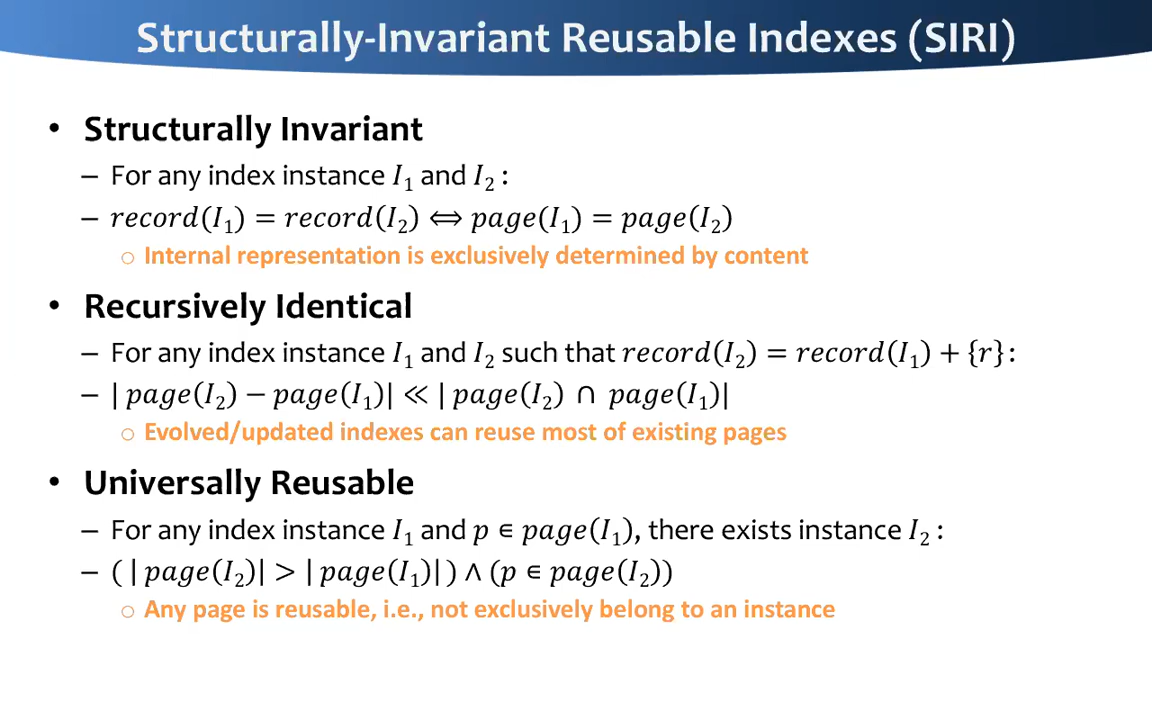 Structurally-Invariant Reusable Indexes (SIRI)
• Structurally Invariant
– For any index instance I₁ and I₂ :
– record(I₁) = record(I₂) ⟺ page(I₁) = page(I₂)
○ Internal representation is exclusively determined by content
• Recursively Identical
– For any index instance I₁ and I₂ such that record(I₂) = record(I₁) + {r}:
– | page(I₂) − page(I₁)| ≪ | page(I₂) ∩ page(I₁)|
○ Evolved/updated indexes can reuse most of existing pages
• Universally Reusable
– For any index instance I₁ and p ∈ page(I₁), there exists instance I₂ :
– ( | page(I₂)| > | page(I₁)| ) ∧ (p ∈ page(I₂))
○ Any page is reusable, i.e., not exclusively belong to an instance